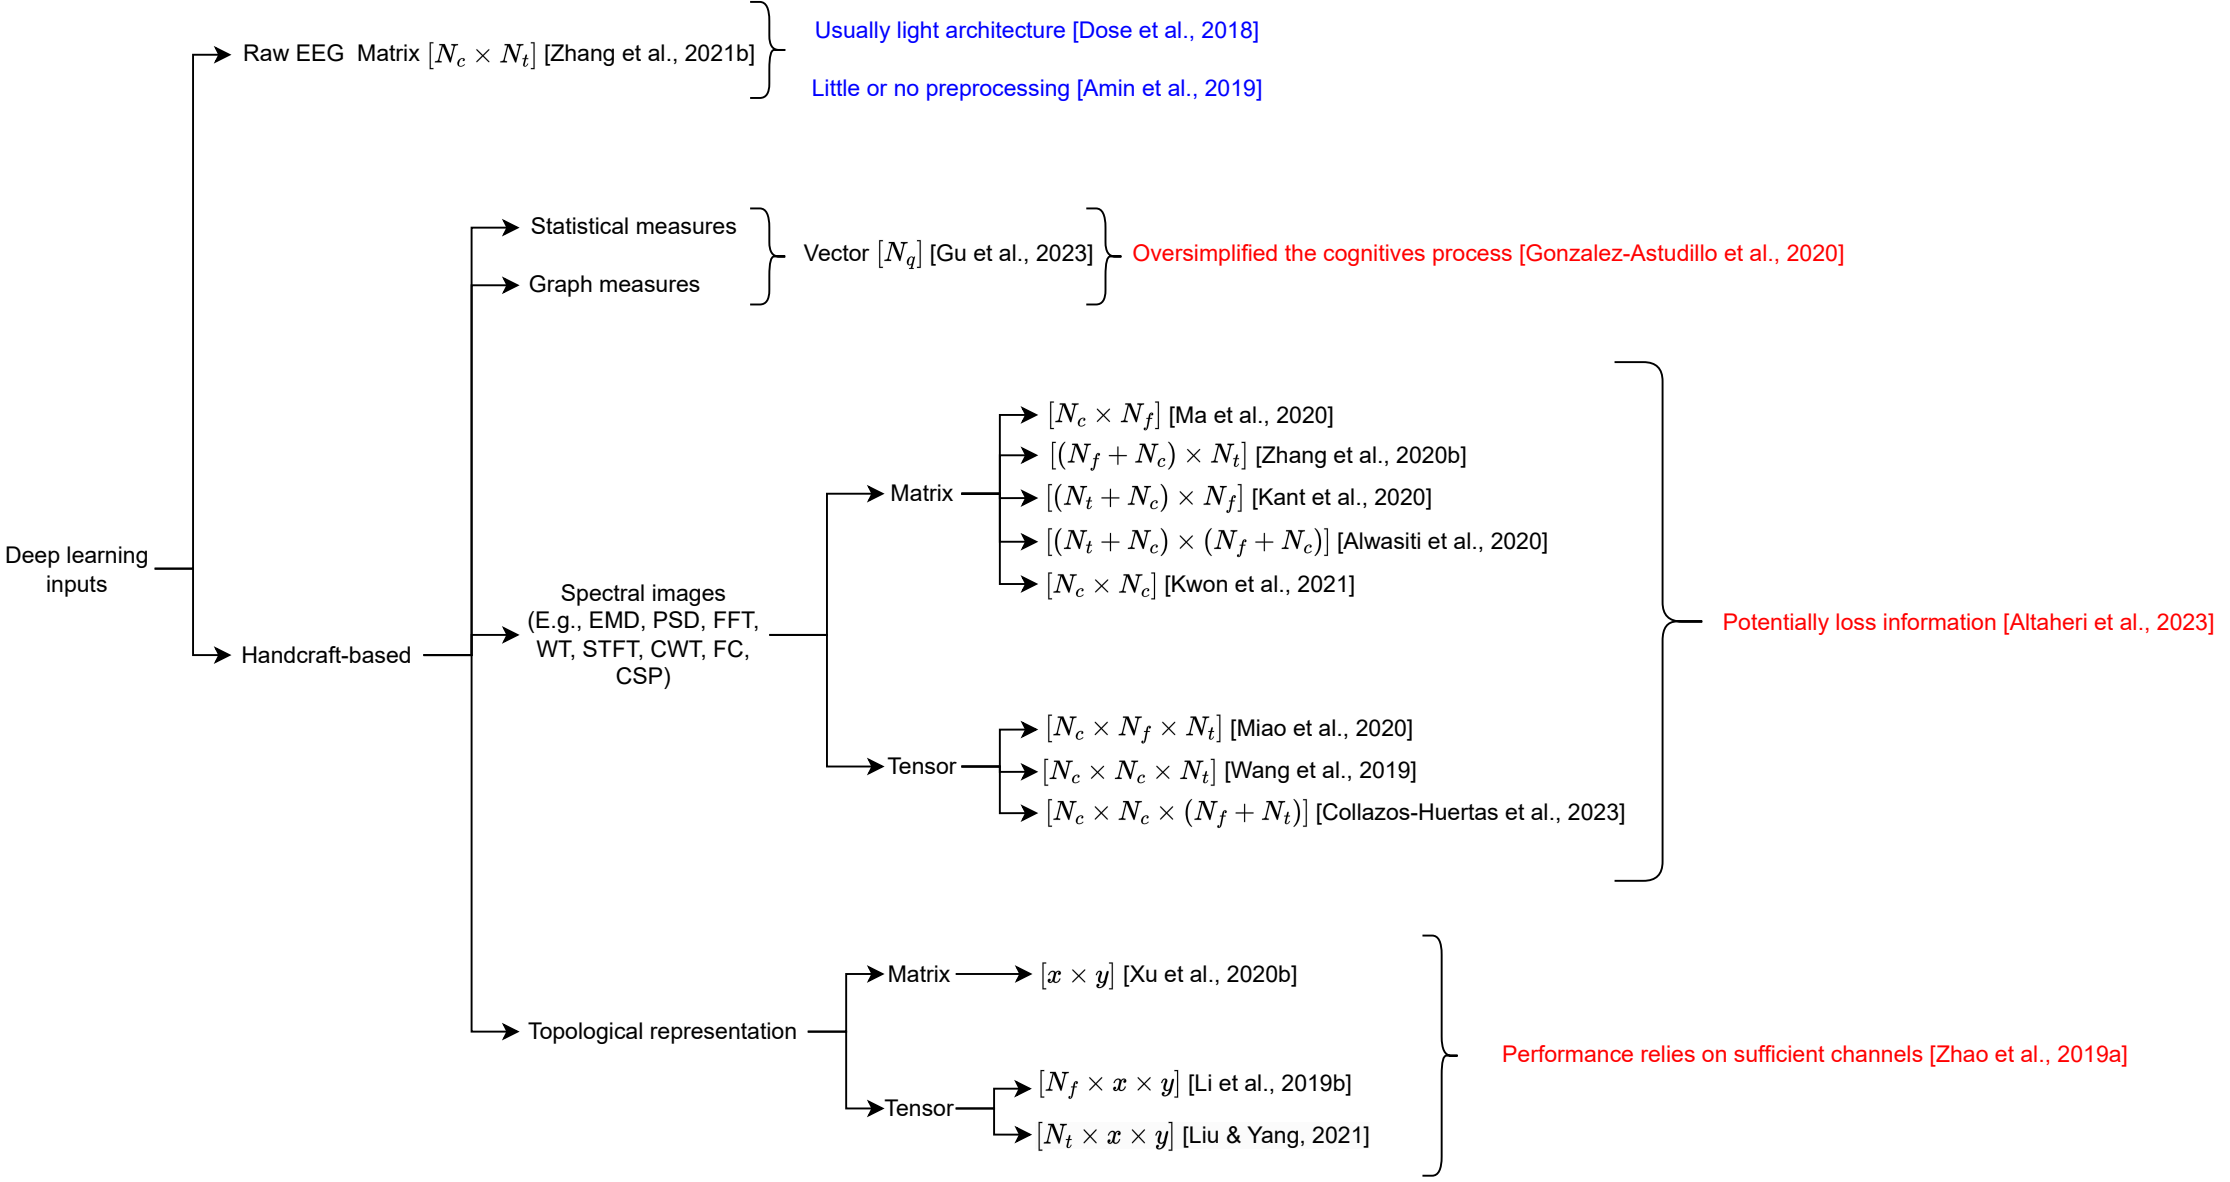 Usually light architecture [Dose et al., 2018]
Raw EEG  Matrix [N_c × N_t] [Zhang et al., 2021b]
Little or no preprocessing [Amin et al., 2019]
Statistical measures
Vector [N_q] [Gu et al., 2023]
Oversimplified the cognitives process [Gonzalez-Astudillo et al., 2020]
Graph measures
[N_c × N_f] [Ma et al., 2020]
[(N_f + N_c) × N_t] [Zhang et al., 2020b]
Matrix
[(N_t + N_c) × N_f] [Kant et al., 2020]
[(N_t + N_c) × (N_f + N_c)] [Alwasiti et al., 2020]
[N_c × N_c] [Kwon et al., 2021]
Deep learning
inputs
Spectral images
(E.g., EMD, PSD, FFT,
WT, STFT, CWT, FC,
CSP)
Potentially loss information [Altaheri et al., 2023]
Handcraft-based
[N_c × N_f × N_t] [Miao et al., 2020]
Tensor
[N_c × N_c × N_t] [Wang et al., 2019]
[N_c × N_c × (N_f + N_t)] [Collazos-Huertas et al., 2023]
Matrix
[x × y] [Xu et al., 2020b]
Topological representation
Performance relies on sufficient channels [Zhao et al., 2019a]
[N_f × x × y] [Li et al., 2019b]
Tensor
[N_t × x × y] [Liu & Yang, 2021]